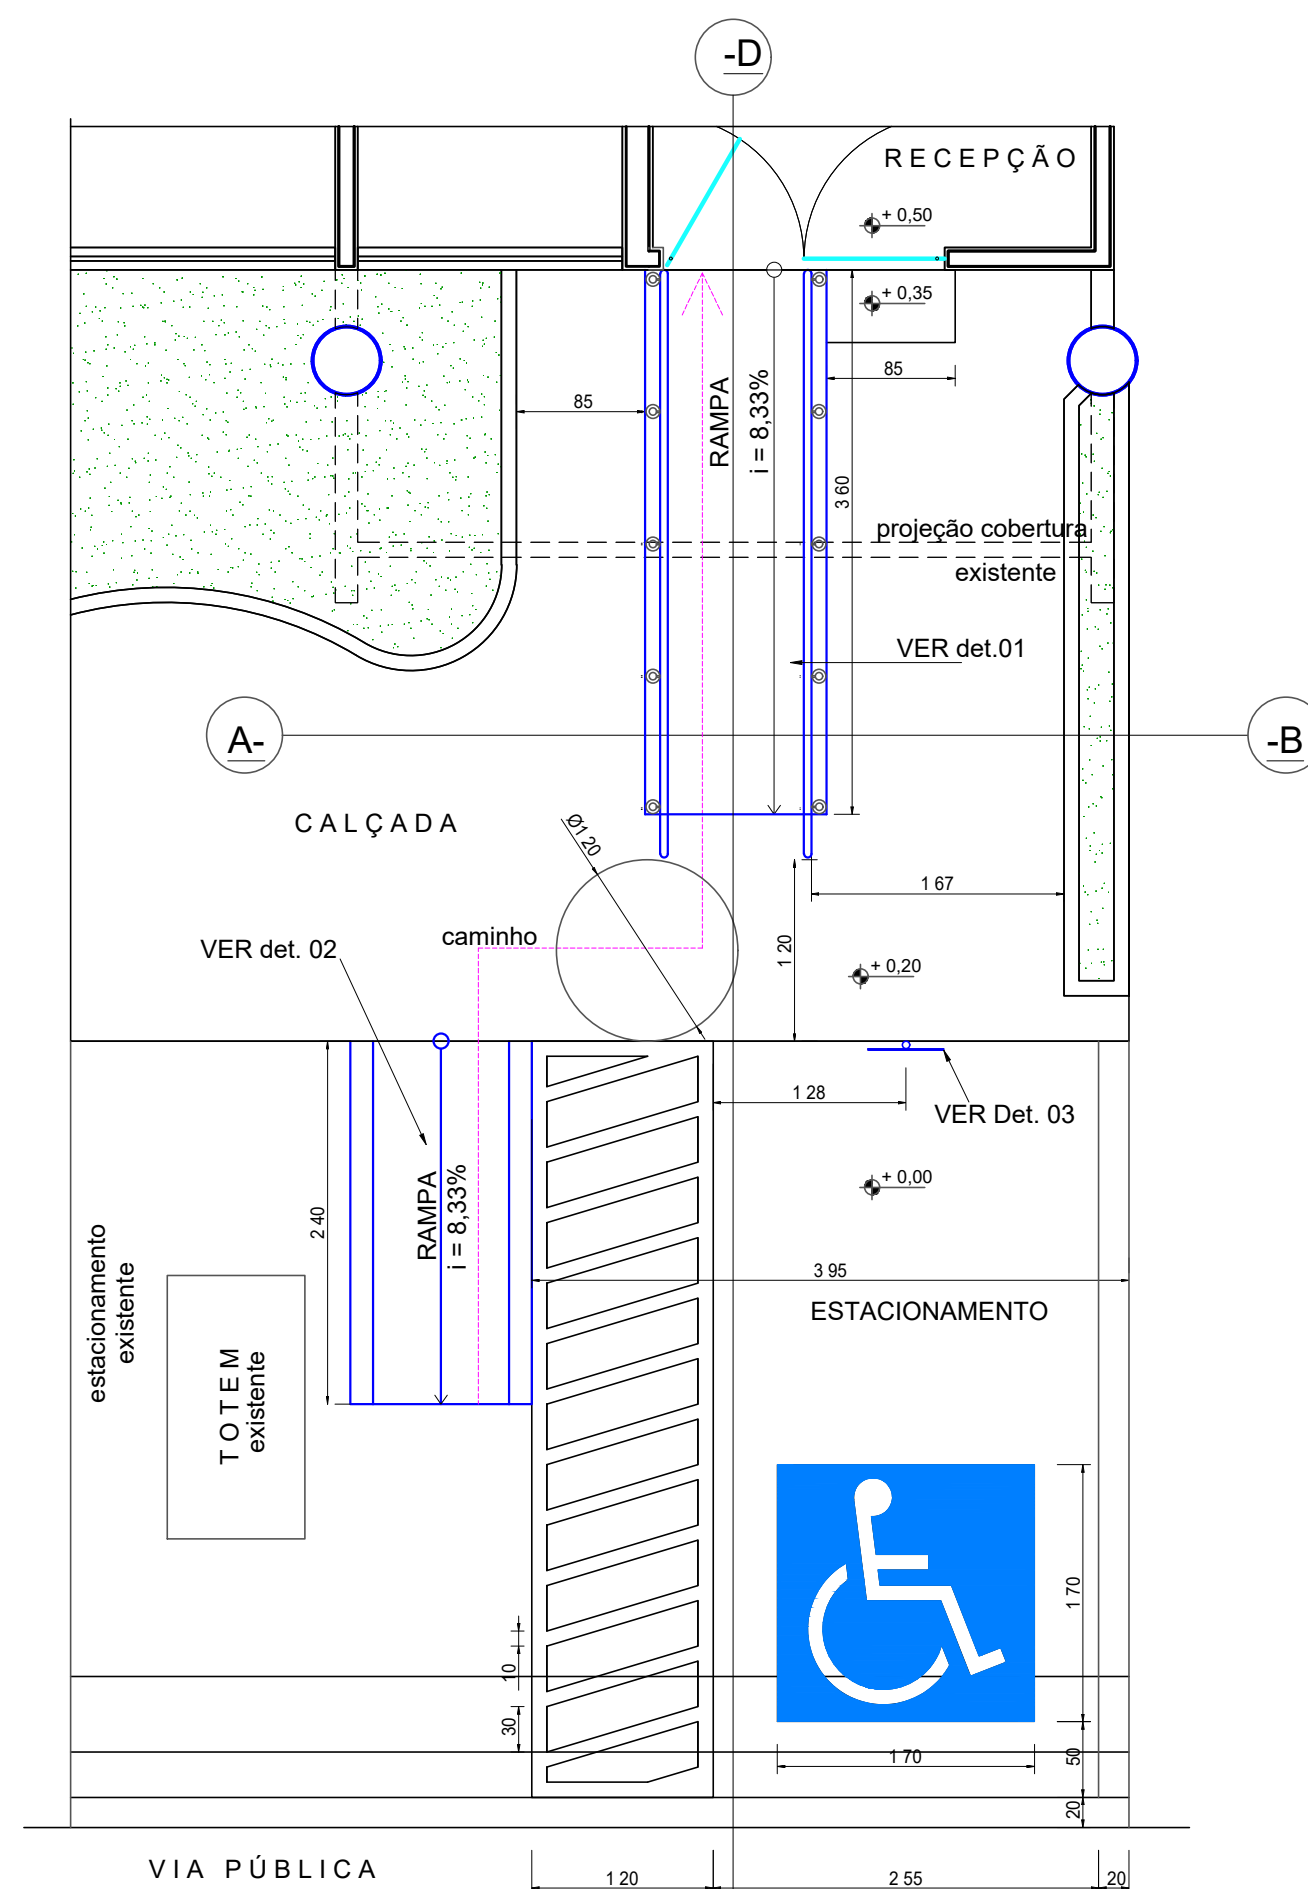 -D
RECEPÇÃO
+ 0,50
+ 0,35
85
85
RAMPA
i = 8,33%
3 60
projeção cobertura
existente
VER det.01
A-
-B
CALÇADA
Ø1 20
1 67
caminho
VER det. 02
1 20
+ 0,20
1 28
VER Det. 03
+ 0,00
RAMPA
i = 8,33%
2 40
3 95
ESTACIONAMENTO
estacionamento
existente
TOTEM
existente
1 70
10
30
1 70
50
20
VIA PÚBLICA
1 20
2 55
20